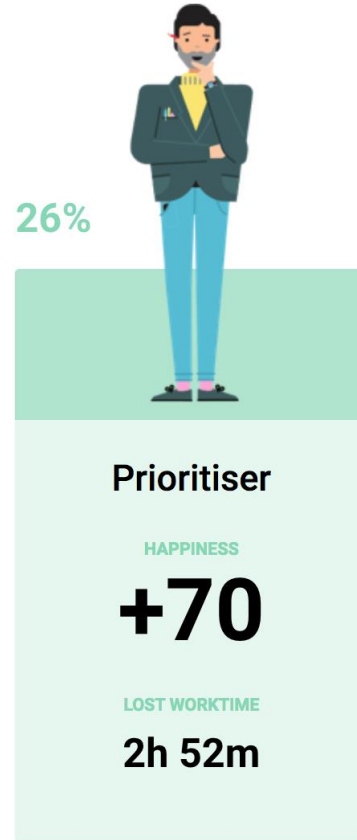 26%
Prioritiser
HAPPINESS
+70
LOST WORKTIME
2h 52m